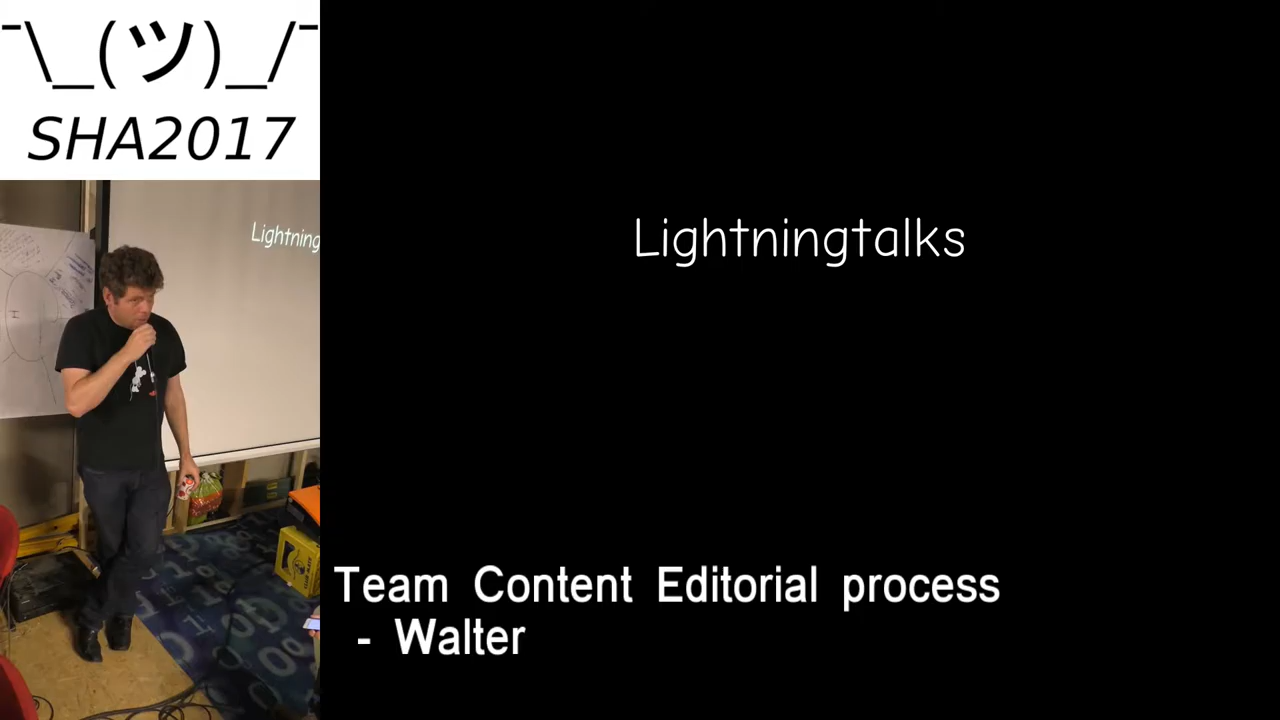 ¯\_(ツ)_/¯
SHA2017
Lightning
Lightningtalks
Team Content Editorial process
- Walter